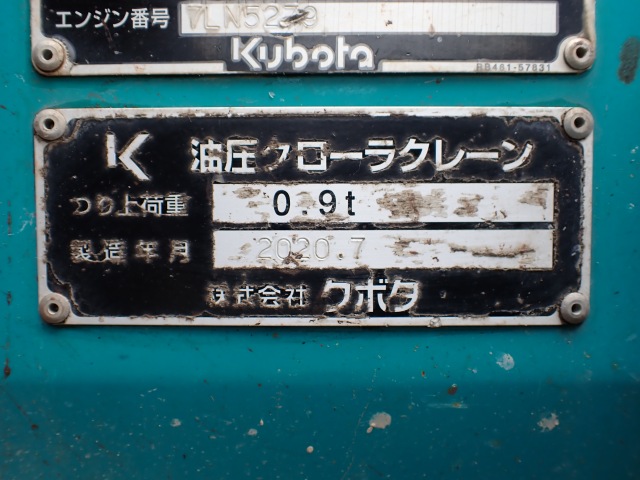 エンジン番号
Kubota
RB481-57831
K 油圧クローラクレーン
つり上荷重 0.9t
製造年月 2020.7
株式会社 クボタ